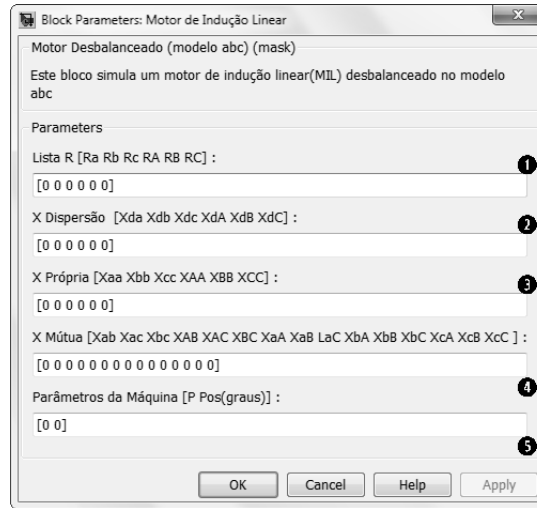 Block Parameters: Motor de Indução Linear
Motor Desbalanceado (modelo abc) (mask)
Este bloco simula um motor de indução linear(MIL) desbalanceado no modelo
abc
Parameters
Lista R [Ra Rb Rc RA RB RC] :
1
[0 0 0 0 0 0]
X Dispersão [Xda Xdb Xdc XdA XdB XdC] :
2
[0 0 0 0 0 0]
X Própria [Xaa Xbb Xcc XAA XBB XCC] :
3
[0 0 0 0 0 0]
X Mútua [Xab Xac Xbc XAB XAC XBC XaA XaB LaC XbA XbB XbC XcA XcB XcC ] :
[0 0 0 0 0 0 0 0 0 0 0 0 0 0 0]
4
Parâmetros da Máquina [P Pos(graus)] :
[0 0]
5
OK Cancel Help Apply